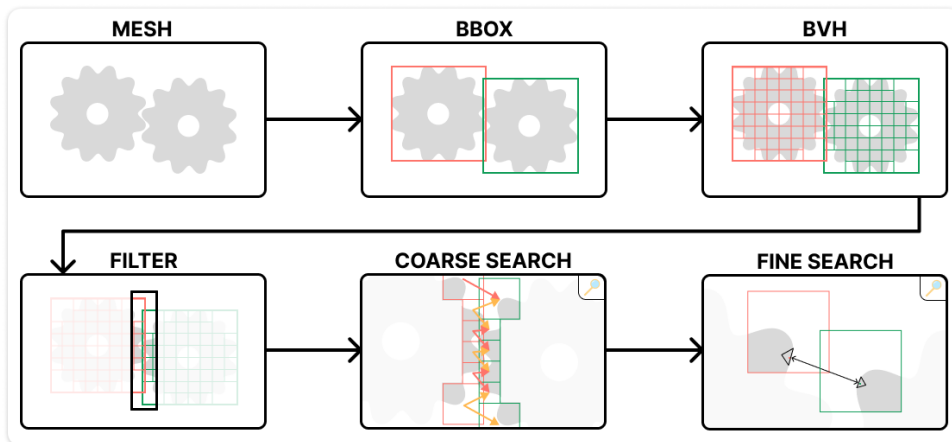 MESH
BBOX
BVH
FILTER
COARSE SEARCH
FINE SEARCH